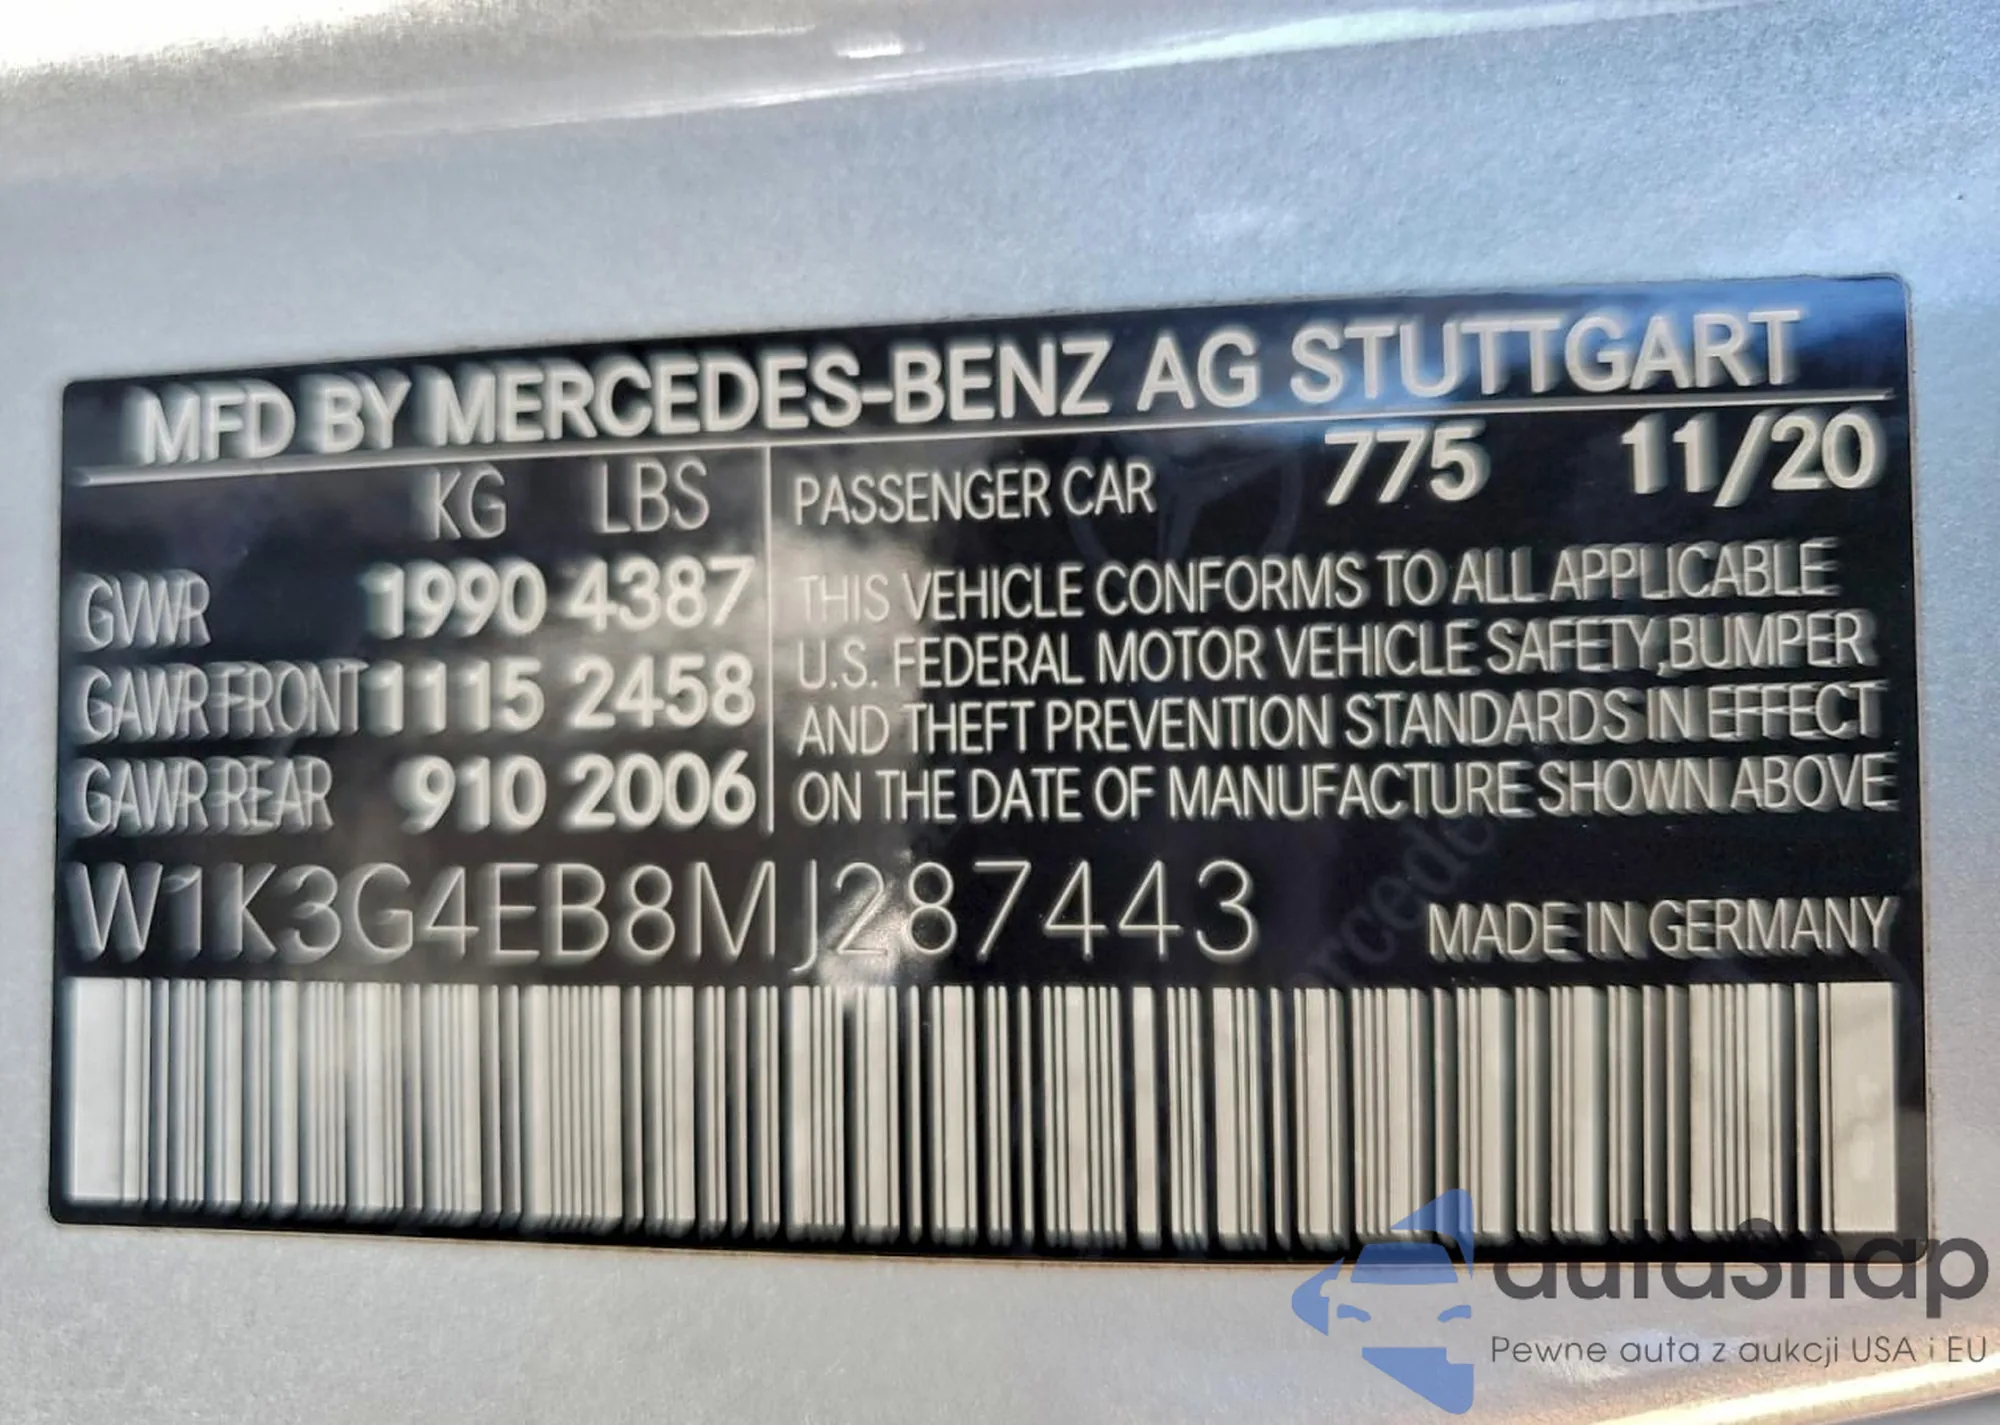 MFD BY MERCEDES-BENZ AG STUTTGART
KG LBS
GVWR 1990 4387
GAWR FRONT 1115 2458
GAWR REAR 910 2006
PASSENGER CAR 775 11/20
THIS VEHICLE CONFORMS TO ALL APPLICABLE
U.S. FEDERAL MOTOR VEHICLE SAFETY,BUMPER
AND THEFT PREVENTION STANDARDS IN EFFECT
ON THE DATE OF MANUFACTURE SHOWN ABOVE
W1K3G4EB8MJ287443
MADE IN GERMANY
autaSnap
Pewne auta z aukcji USA i EU